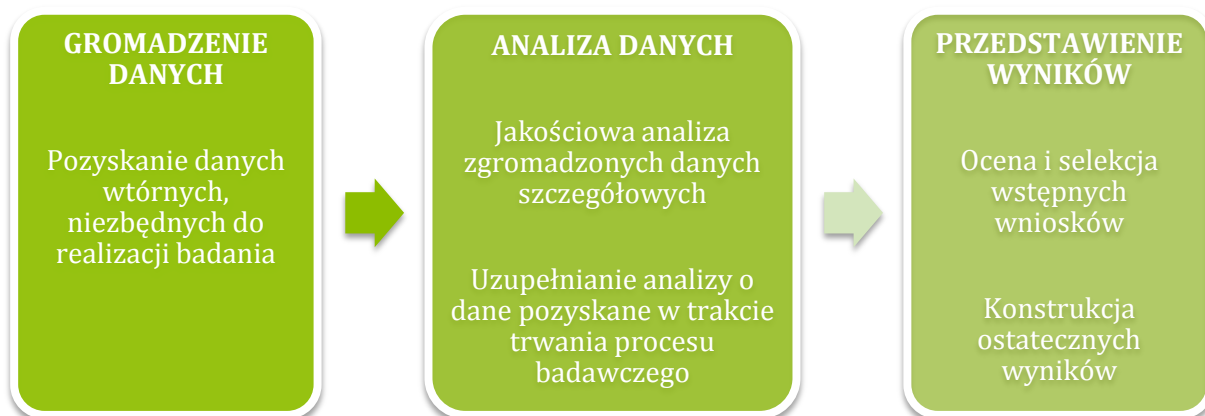 GROMADZENIE
DANYCH
Pozyskanie danych
wtórnych,
niezbędnych do
realizacji badania
ANALIZA DANYCH
Jakościowa analiza
zgromadzonych danych
szczegółowych
Uzupełnianie analizy o
dane pozyskane w trakcie
trwania procesu
badawczego
PRZEDSTAWIENIE
WYNIKÓW
Ocena i selekcja
wstępnych
wniosków
Konstrukcja
ostatecznych
wyników